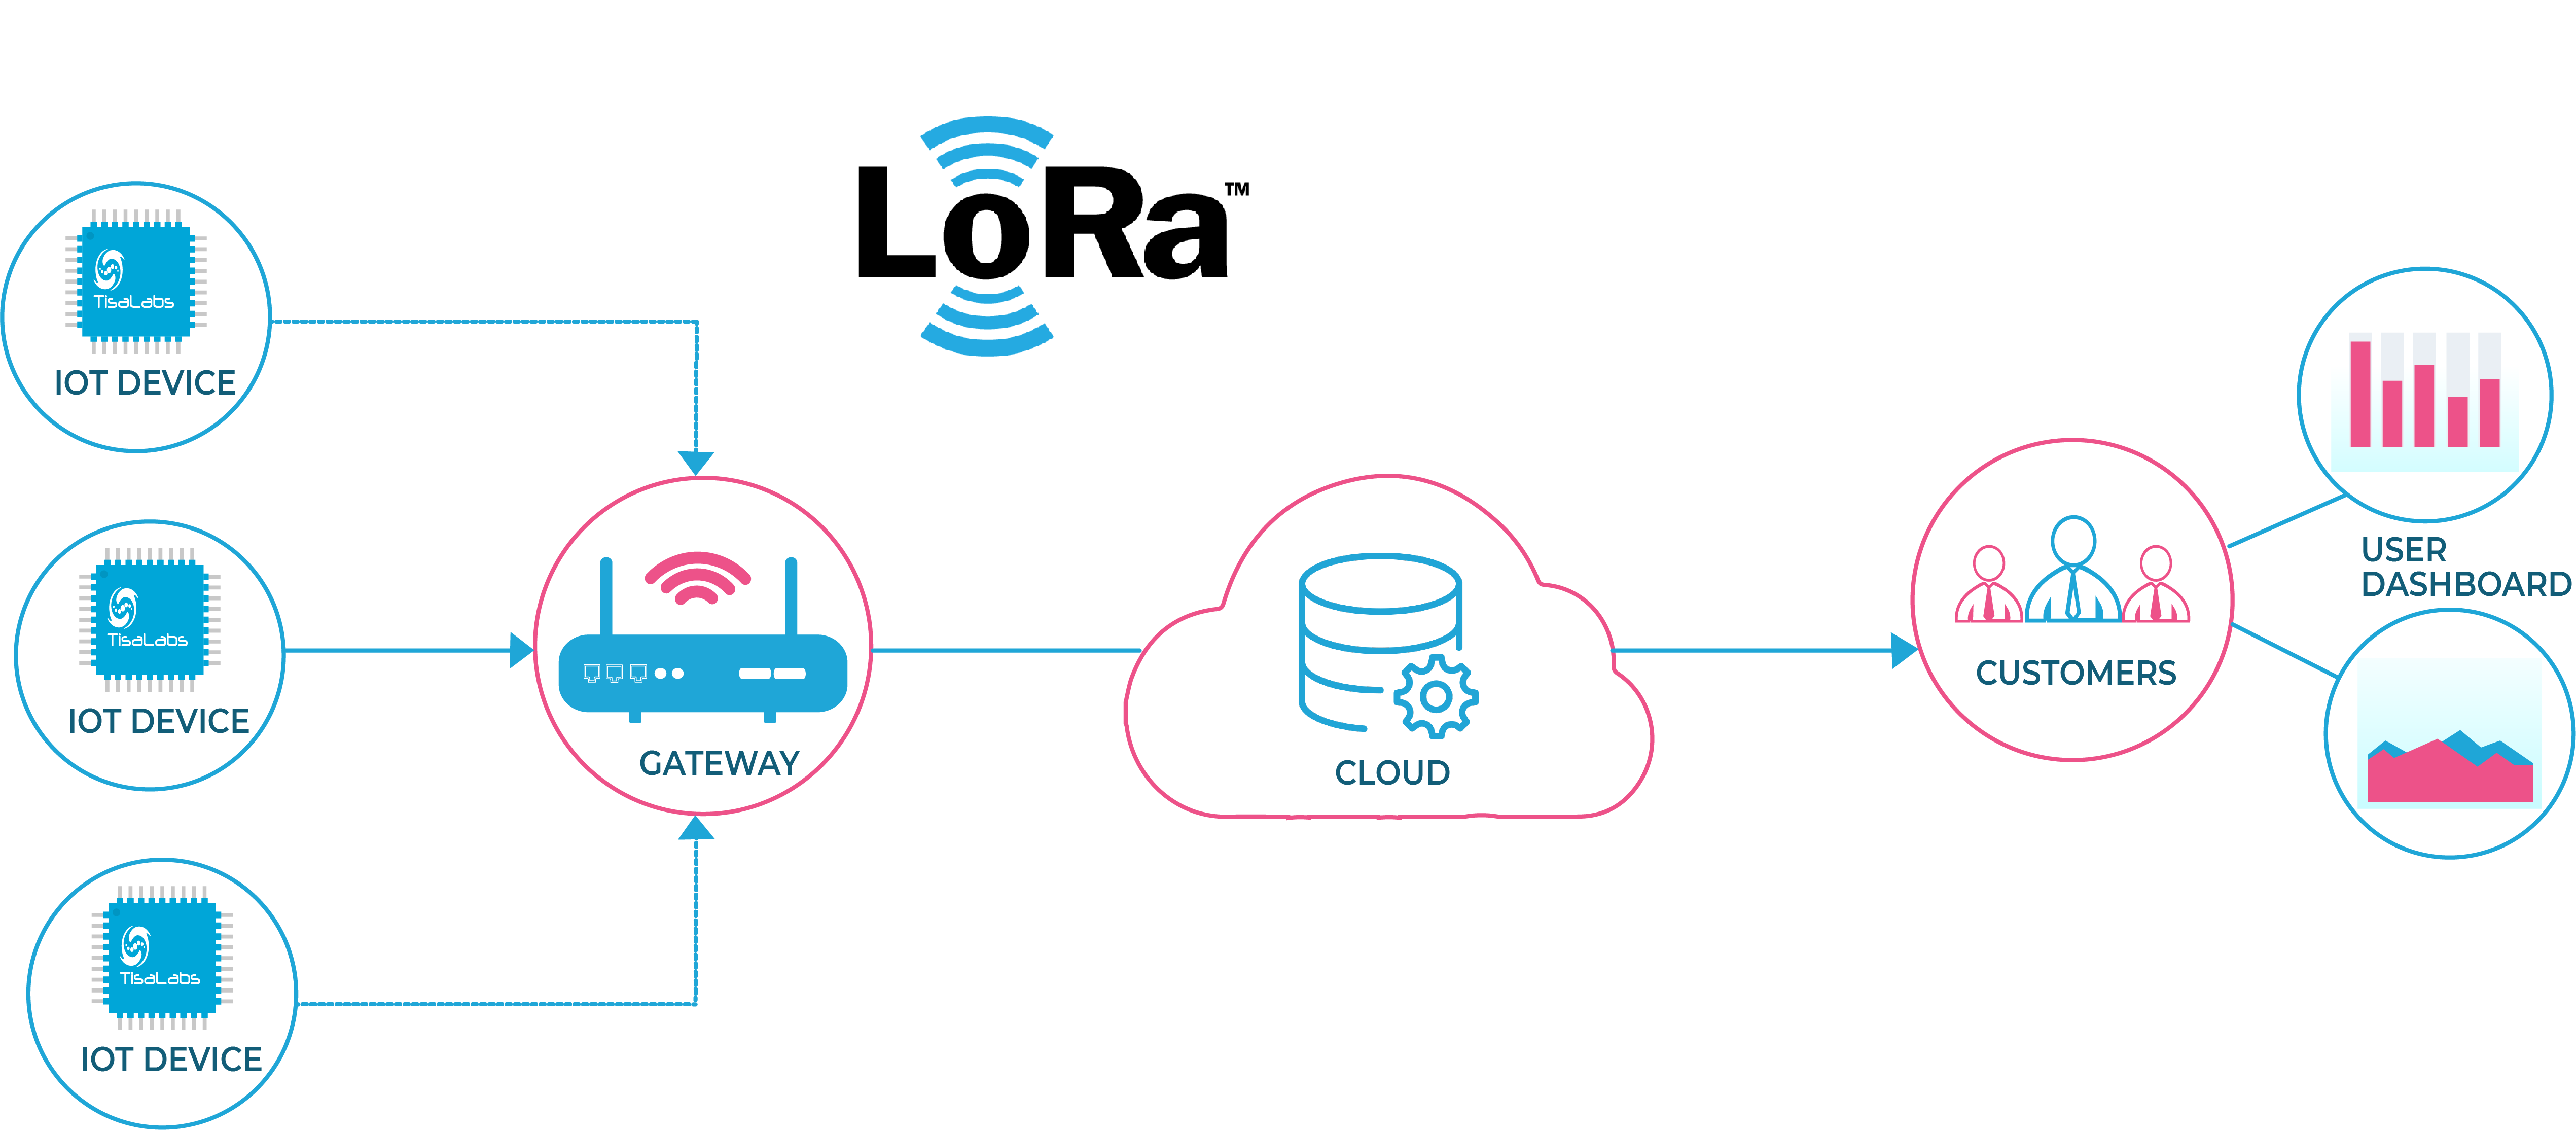 LoRa™
TisaLabs
IOT DEVICE
TisaLabs
IOT DEVICE
TisaLabs
IOT DEVICE
GATEWAY
CLOUD
CUSTOMERS
USER
DASHBOARD